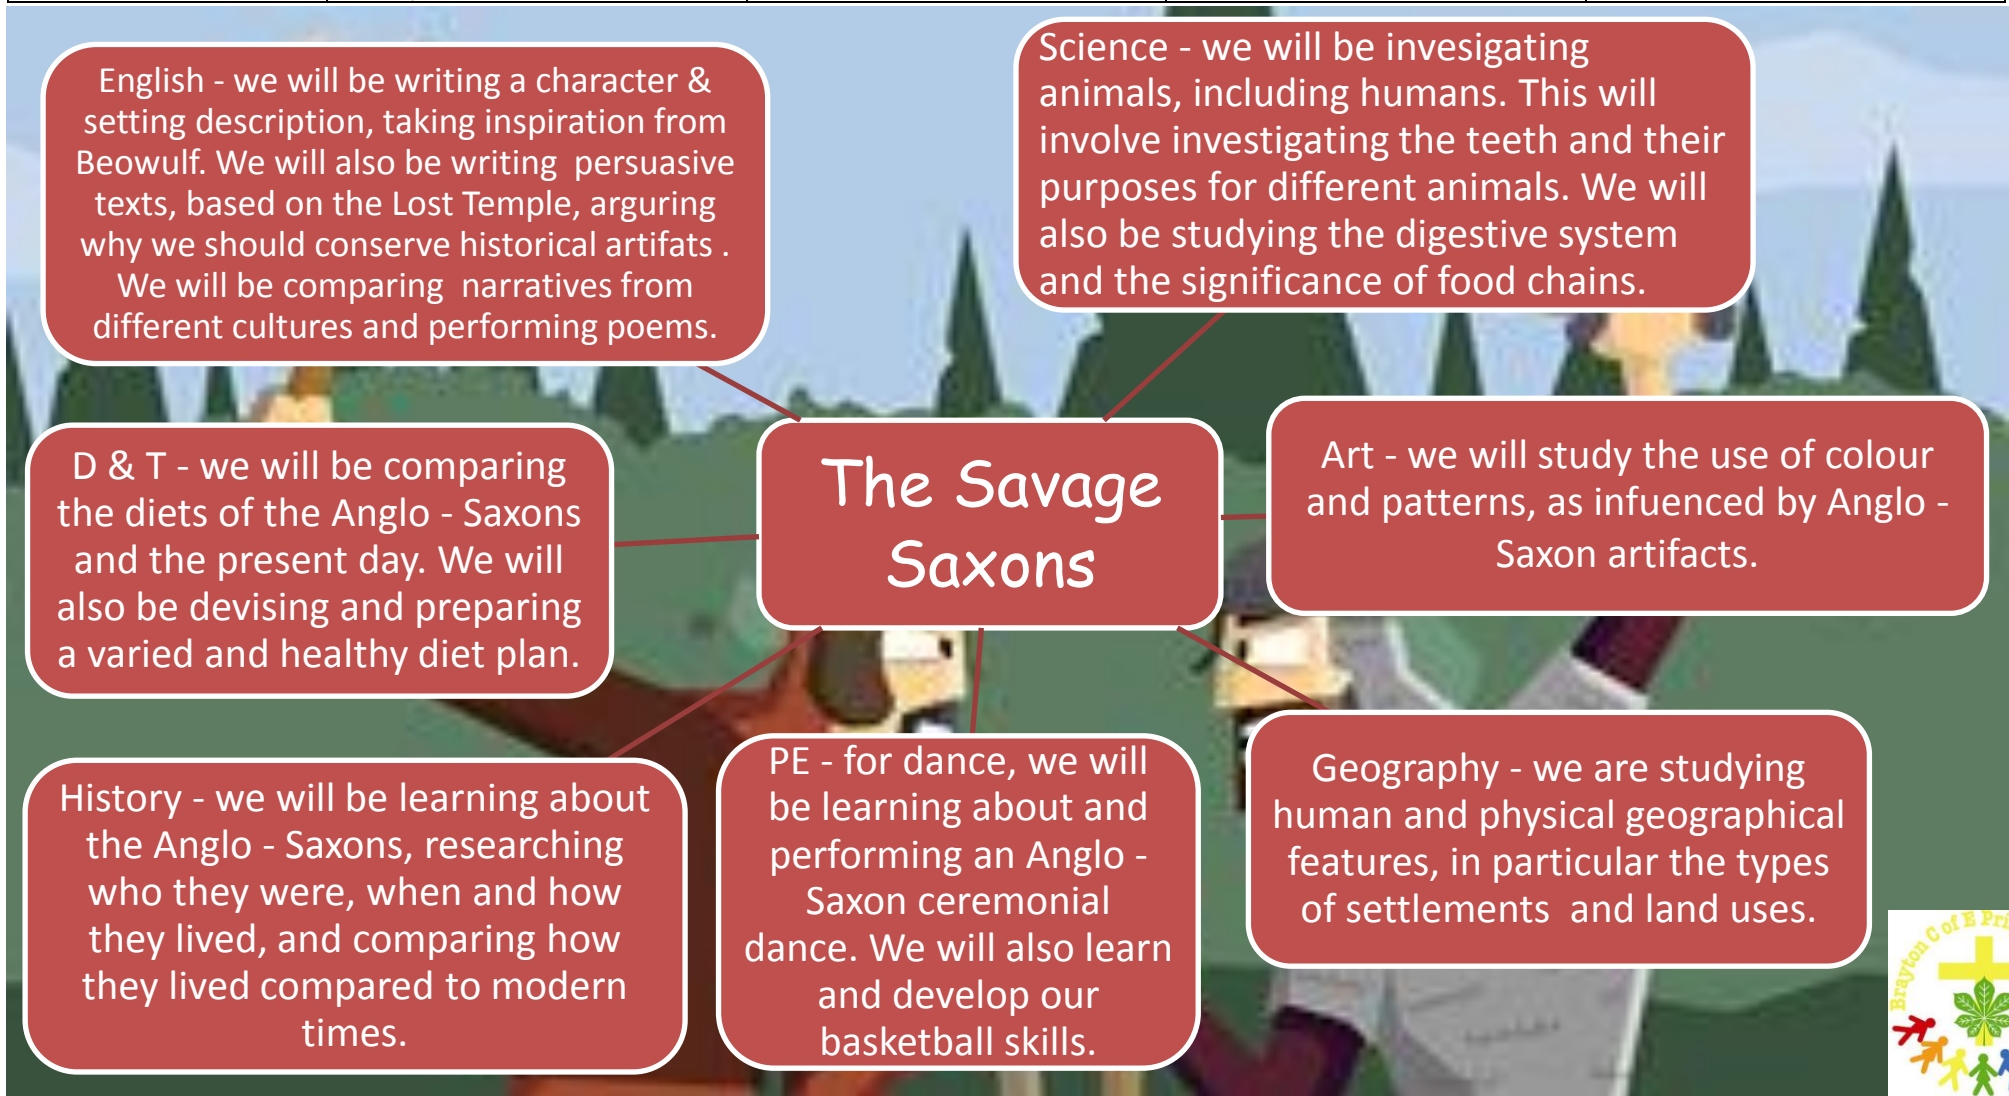 English - we will be writing a character &
setting description, taking inspiration from
Beowulf. We will also be writing persuasive
texts, based on the Lost Temple, arguring
why we should conserve historical artifats .
We will be comparing narratives from
different cultures and performing poems.
Science - we will be invesigating
animals, including humans. This will
involve investigating the teeth and their
purposes for different animals. We will
also be studying the digestive system
and the significance of food chains.
D & T - we will be comparing
the diets of the Anglo - Saxons
and the present day. We will
also be devising and preparing
a varied and healthy diet plan.
The Savage
Saxons
Art - we will study the use of colour
and patterns, as infuenced by Anglo -
Saxon artifacts.
History - we will be learning about
the Anglo - Saxons, researching
who they were, when and how
they lived, and comparing how
they lived compared to modern
times.
PE - for dance, we will
be learning about and
performing an Anglo -
Saxon ceremonial
dance. We will also learn
and develop our
basketball skills.
Geography - we are studying
human and physical geographical
features, in particular the types
of settlements and land uses.
Brayton C of E Pri